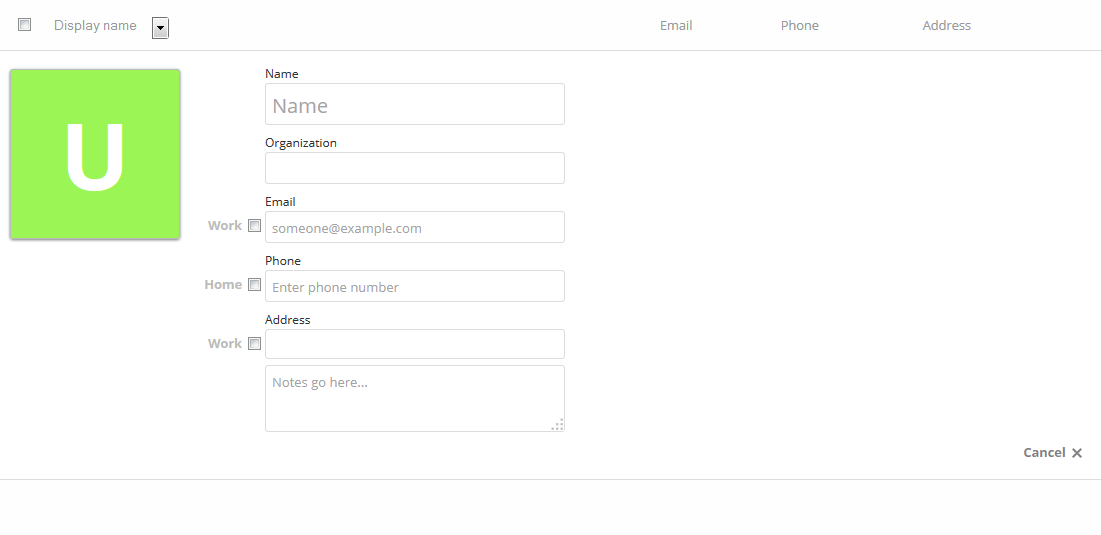 Display name Email Phone Address
U
Name
Name
Organization
Email
Work someone@example.com
Phone
Home Enter phone number
Address
Work
Notes go here...
Cancel ×